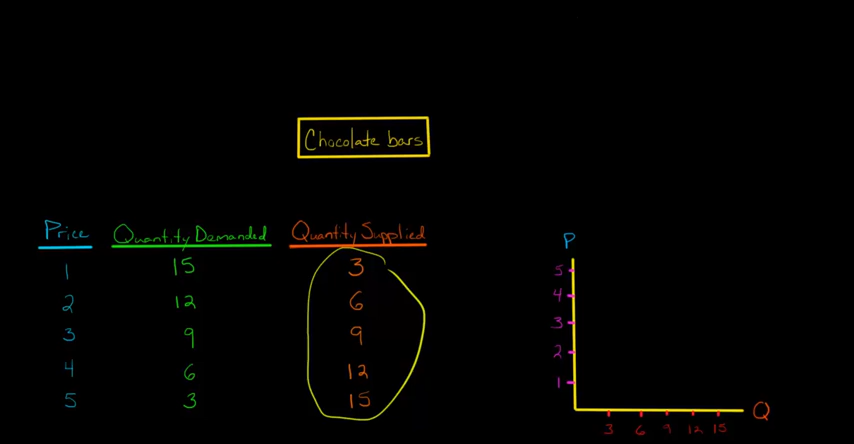 Chocolate bars
Price Quantity Demanded Quantity Supplied
1 15 3
2 12 6
3 9 9
4 6 12
5 3 15
P
5
4
3
2
1
Q
3 6 9 12 15